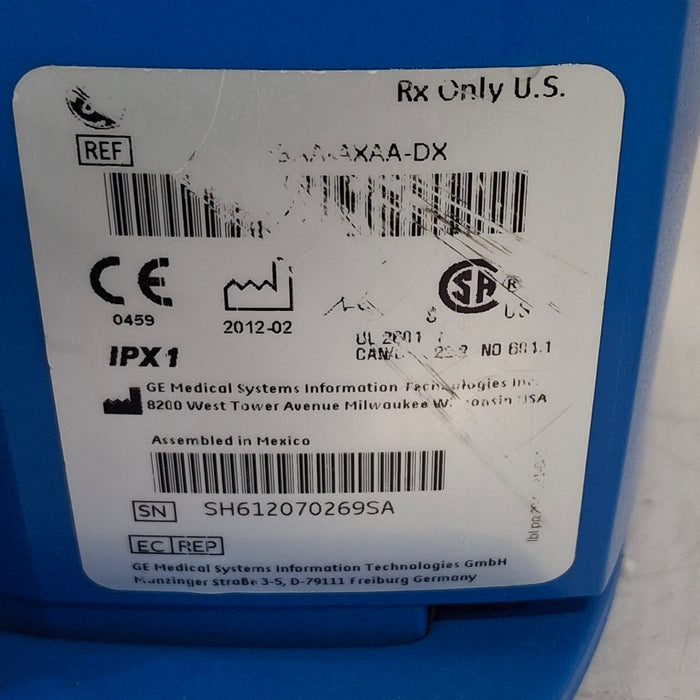 Rx Only U.S.
REF
AXAA-DX
CE
0459
2012-02
SA
®
US
UL 2601
NO 601.1
IPX1
GE Medical Systems Information Technologies Inc.
8200 West Tower Avenue Milwaukee Wisconsin USA
Assembled in Mexico
SN SH612070269SA
EC REP
GE Medical Systems Information Technologies GmbH
Munzinger Straße 3-5, D-79111 Freiburg Germany